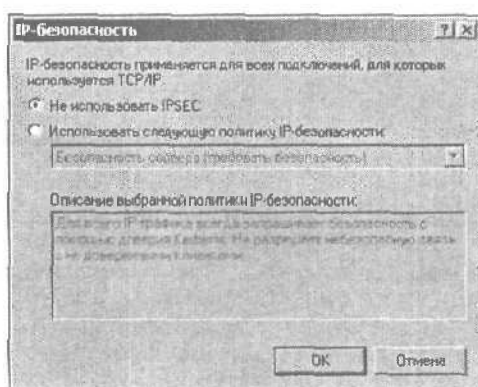 IP-безопасность
IP-безопасность применяется для всех подключений, для которых
используется TCP/IP.
Не использовать IPSEC
Использовать следующую политику IP-безопасности:
Безопасность сервера (требовать безопасность)
Описание выбранной политики IP-безопасности:
Для всего IP-трафика всегда запрашивает безопасность с
помощью доверия Kerberos. Не разрешает небезопасную связь
с не доверенными клиентами.
OK
Отмена